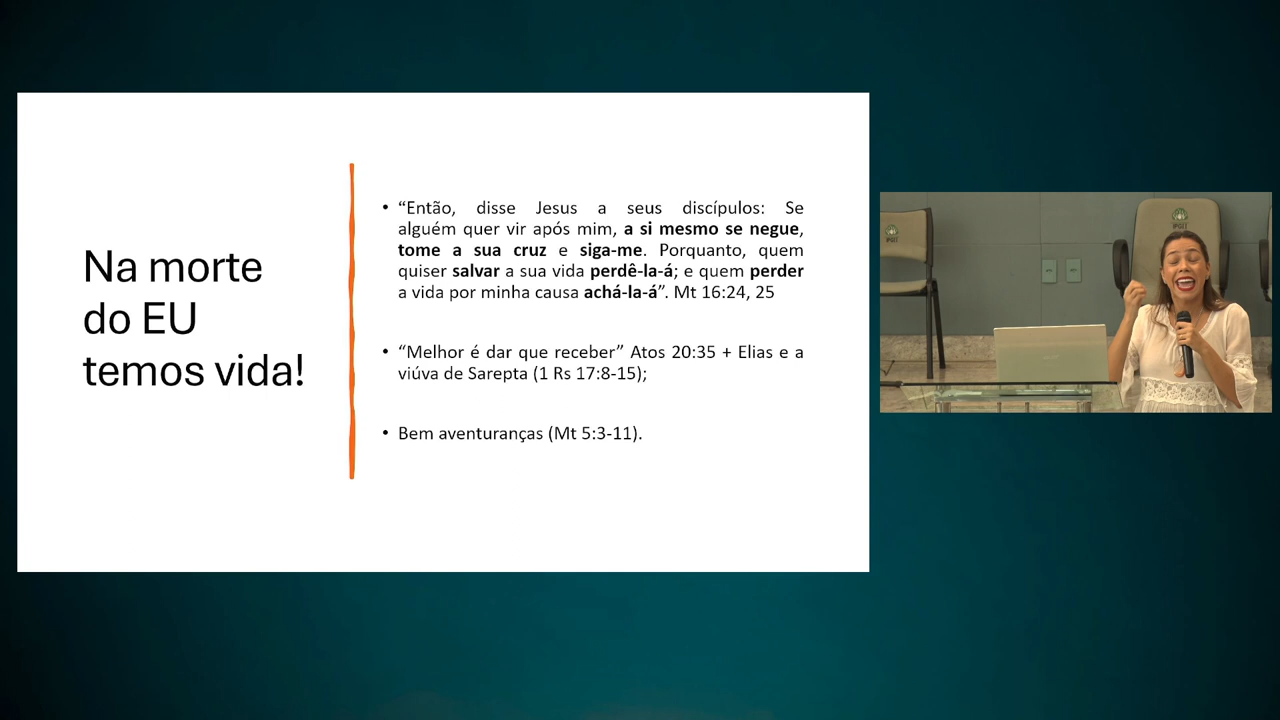 Na morte
do EU
temos vida!
• “Então, disse Jesus a seus discípulos: Se
alguém quer vir após mim, a si mesmo se negue,
tome a sua cruz e siga-me. Porquanto, quem
quiser salvar a sua vida perdê-la-á; e quem perder
a vida por minha causa achá-la-á”. Mt 16:24, 25
• “Melhor é dar que receber” Atos 20:35 + Elias e a
viúva de Sarepta (1 Rs 17:8-15);
• Bem aventuranças (Mt 5:3-11).